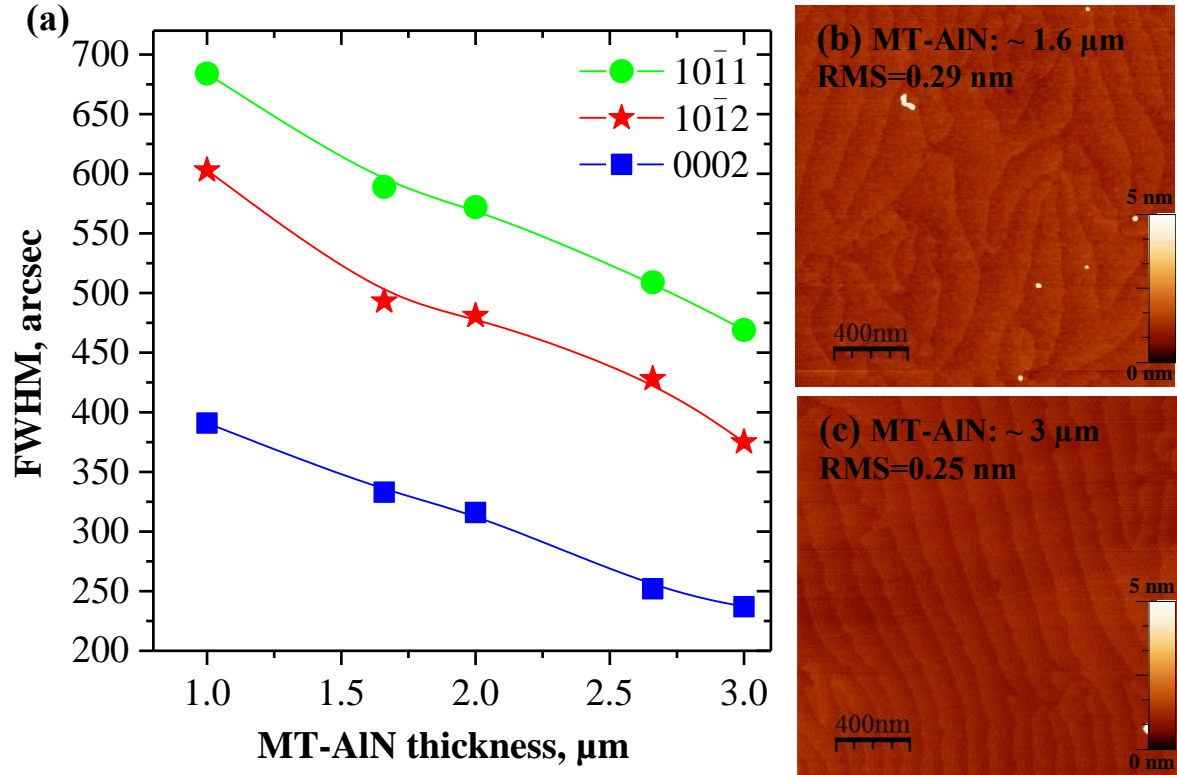 (a)
700
650
600
550
500
450
400
350
300
250
200
FWHM, arcsec
1.0 1.5 2.0 2.5 3.0
MT-AlN thickness, µm
101̅1
101̅2
0002
(b) MT-AlN: ~ 1.6 µm
RMS=0.29 nm
5 nm
400nm
0 nm
(c) MT-AlN: ~ 3 µm
RMS=0.25 nm
5 nm
400nm
0 nm